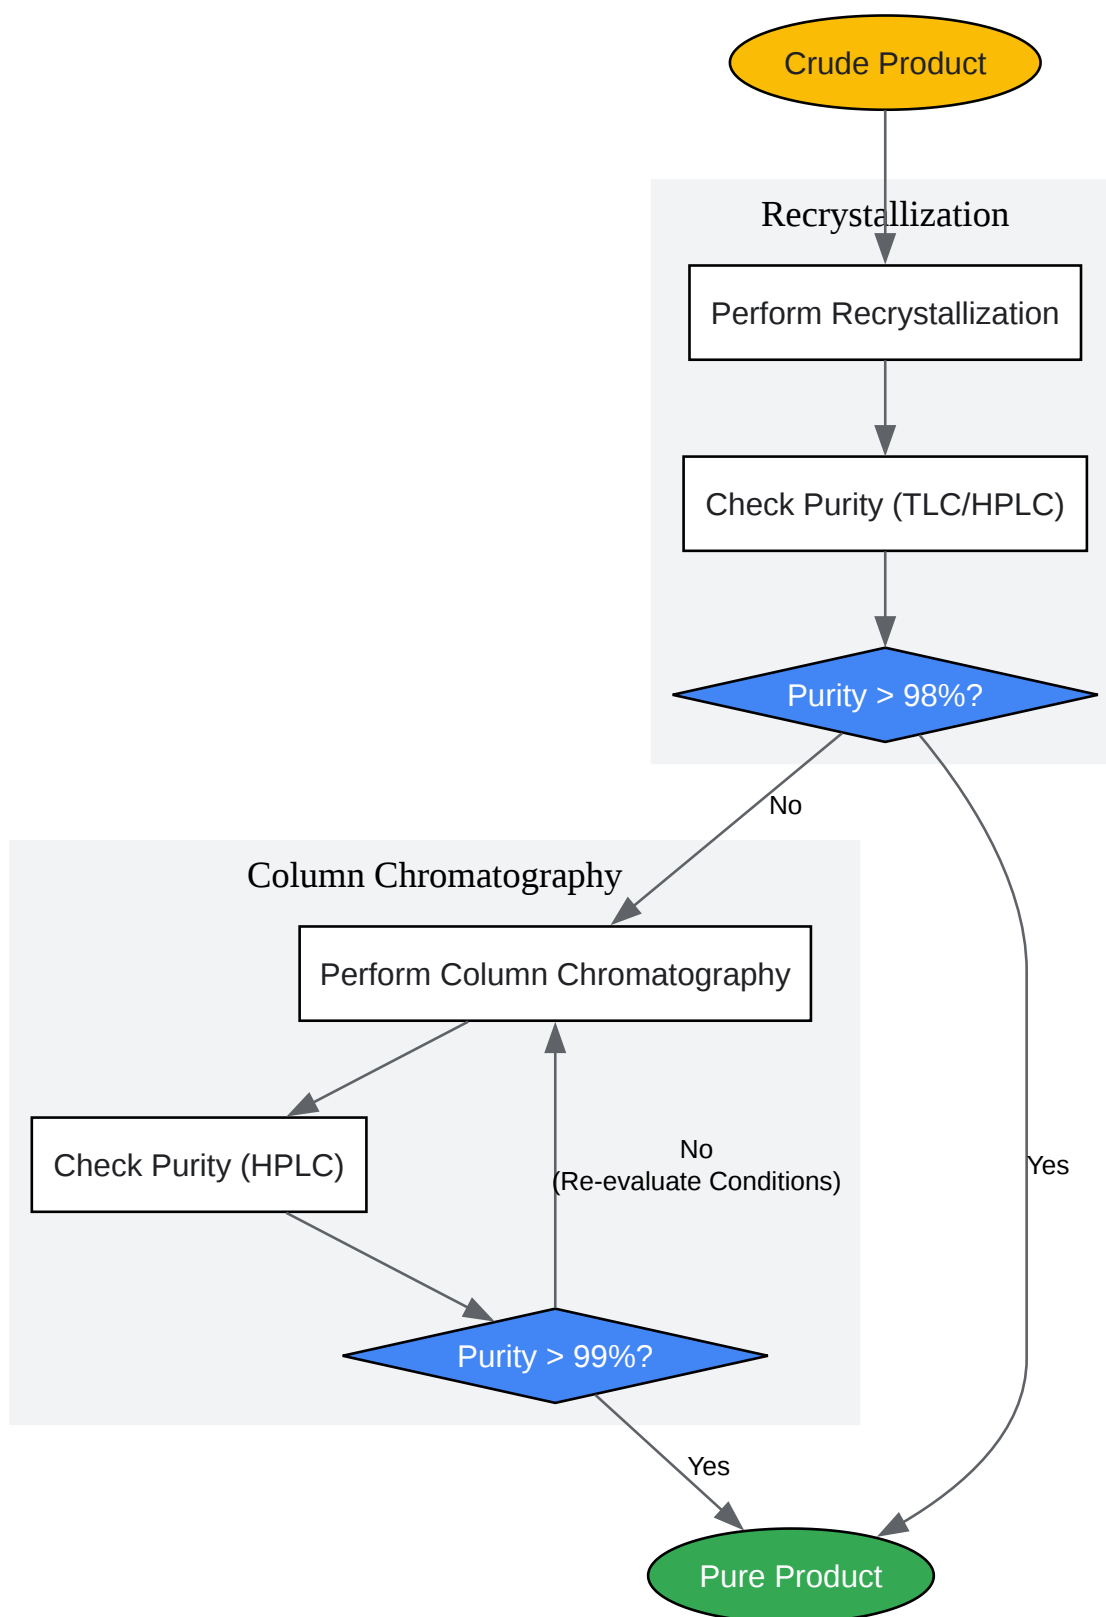 Crude Product
Recrystallization
Perform Recrystallization
Check Purity (TLC/HPLC)
Purity > 98%?
No
Column Chromatography
Perform Column Chromatography
Check Purity (HPLC)
No
(Re-evaluate Conditions)
Yes
Purity > 99%?
Yes
Pure Product